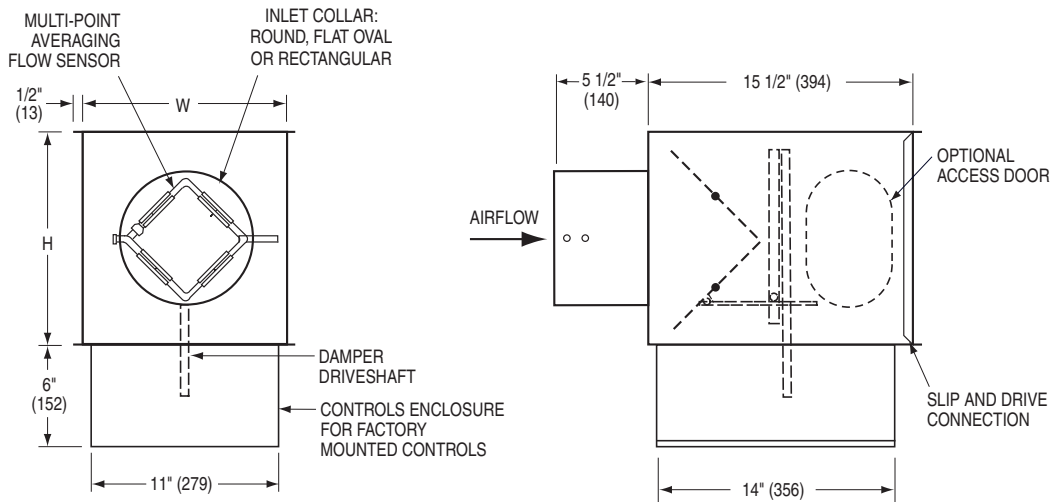 MULTI-POINT
AVERAGING
FLOW SENSOR
INLET COLLAR:
ROUND, FLAT OVAL
OR RECTANGULAR
1/2"
(13)
W
H
6"
(152)
DAMPER
DRIVESHAFT
CONTROLS ENCLOSURE
FOR FACTORY
MOUNTED CONTROLS
11" (279)
5 1/2"
(140)
15 1/2" (394)
OPTIONAL
ACCESS DOOR
AIRFLOW
SLIP AND DRIVE
CONNECTION
14" (356)